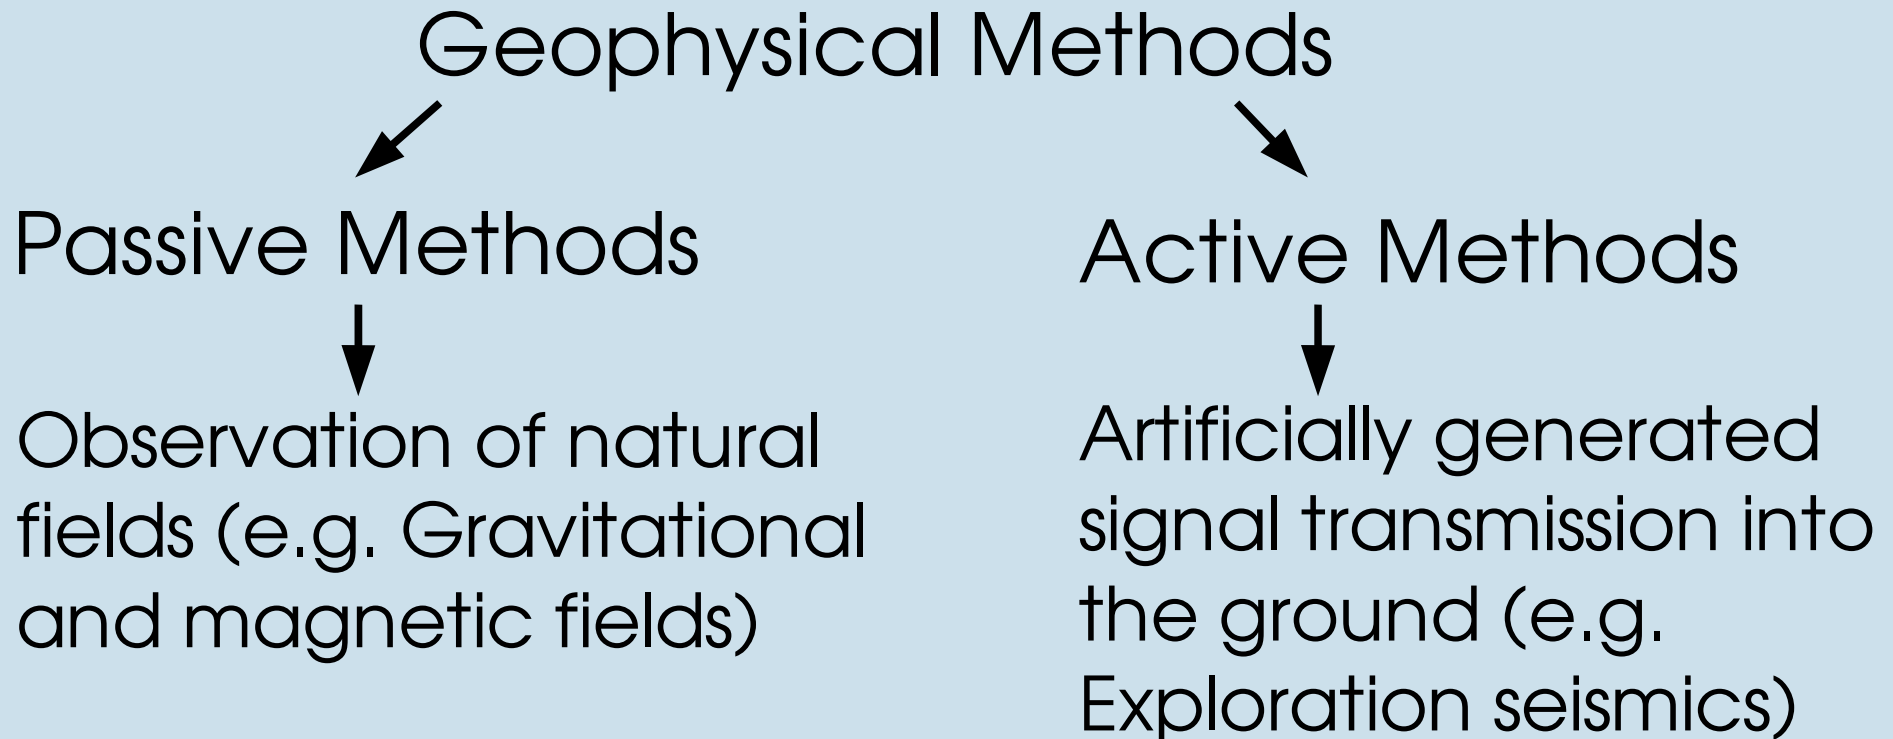 Geophysical Methods
Passive Methods
Active Methods
Observation of natural
fields (e.g. Gravitational
and magnetic fields)
Artificially generated
signal transmission into
the ground (e.g.
Exploration seismics)